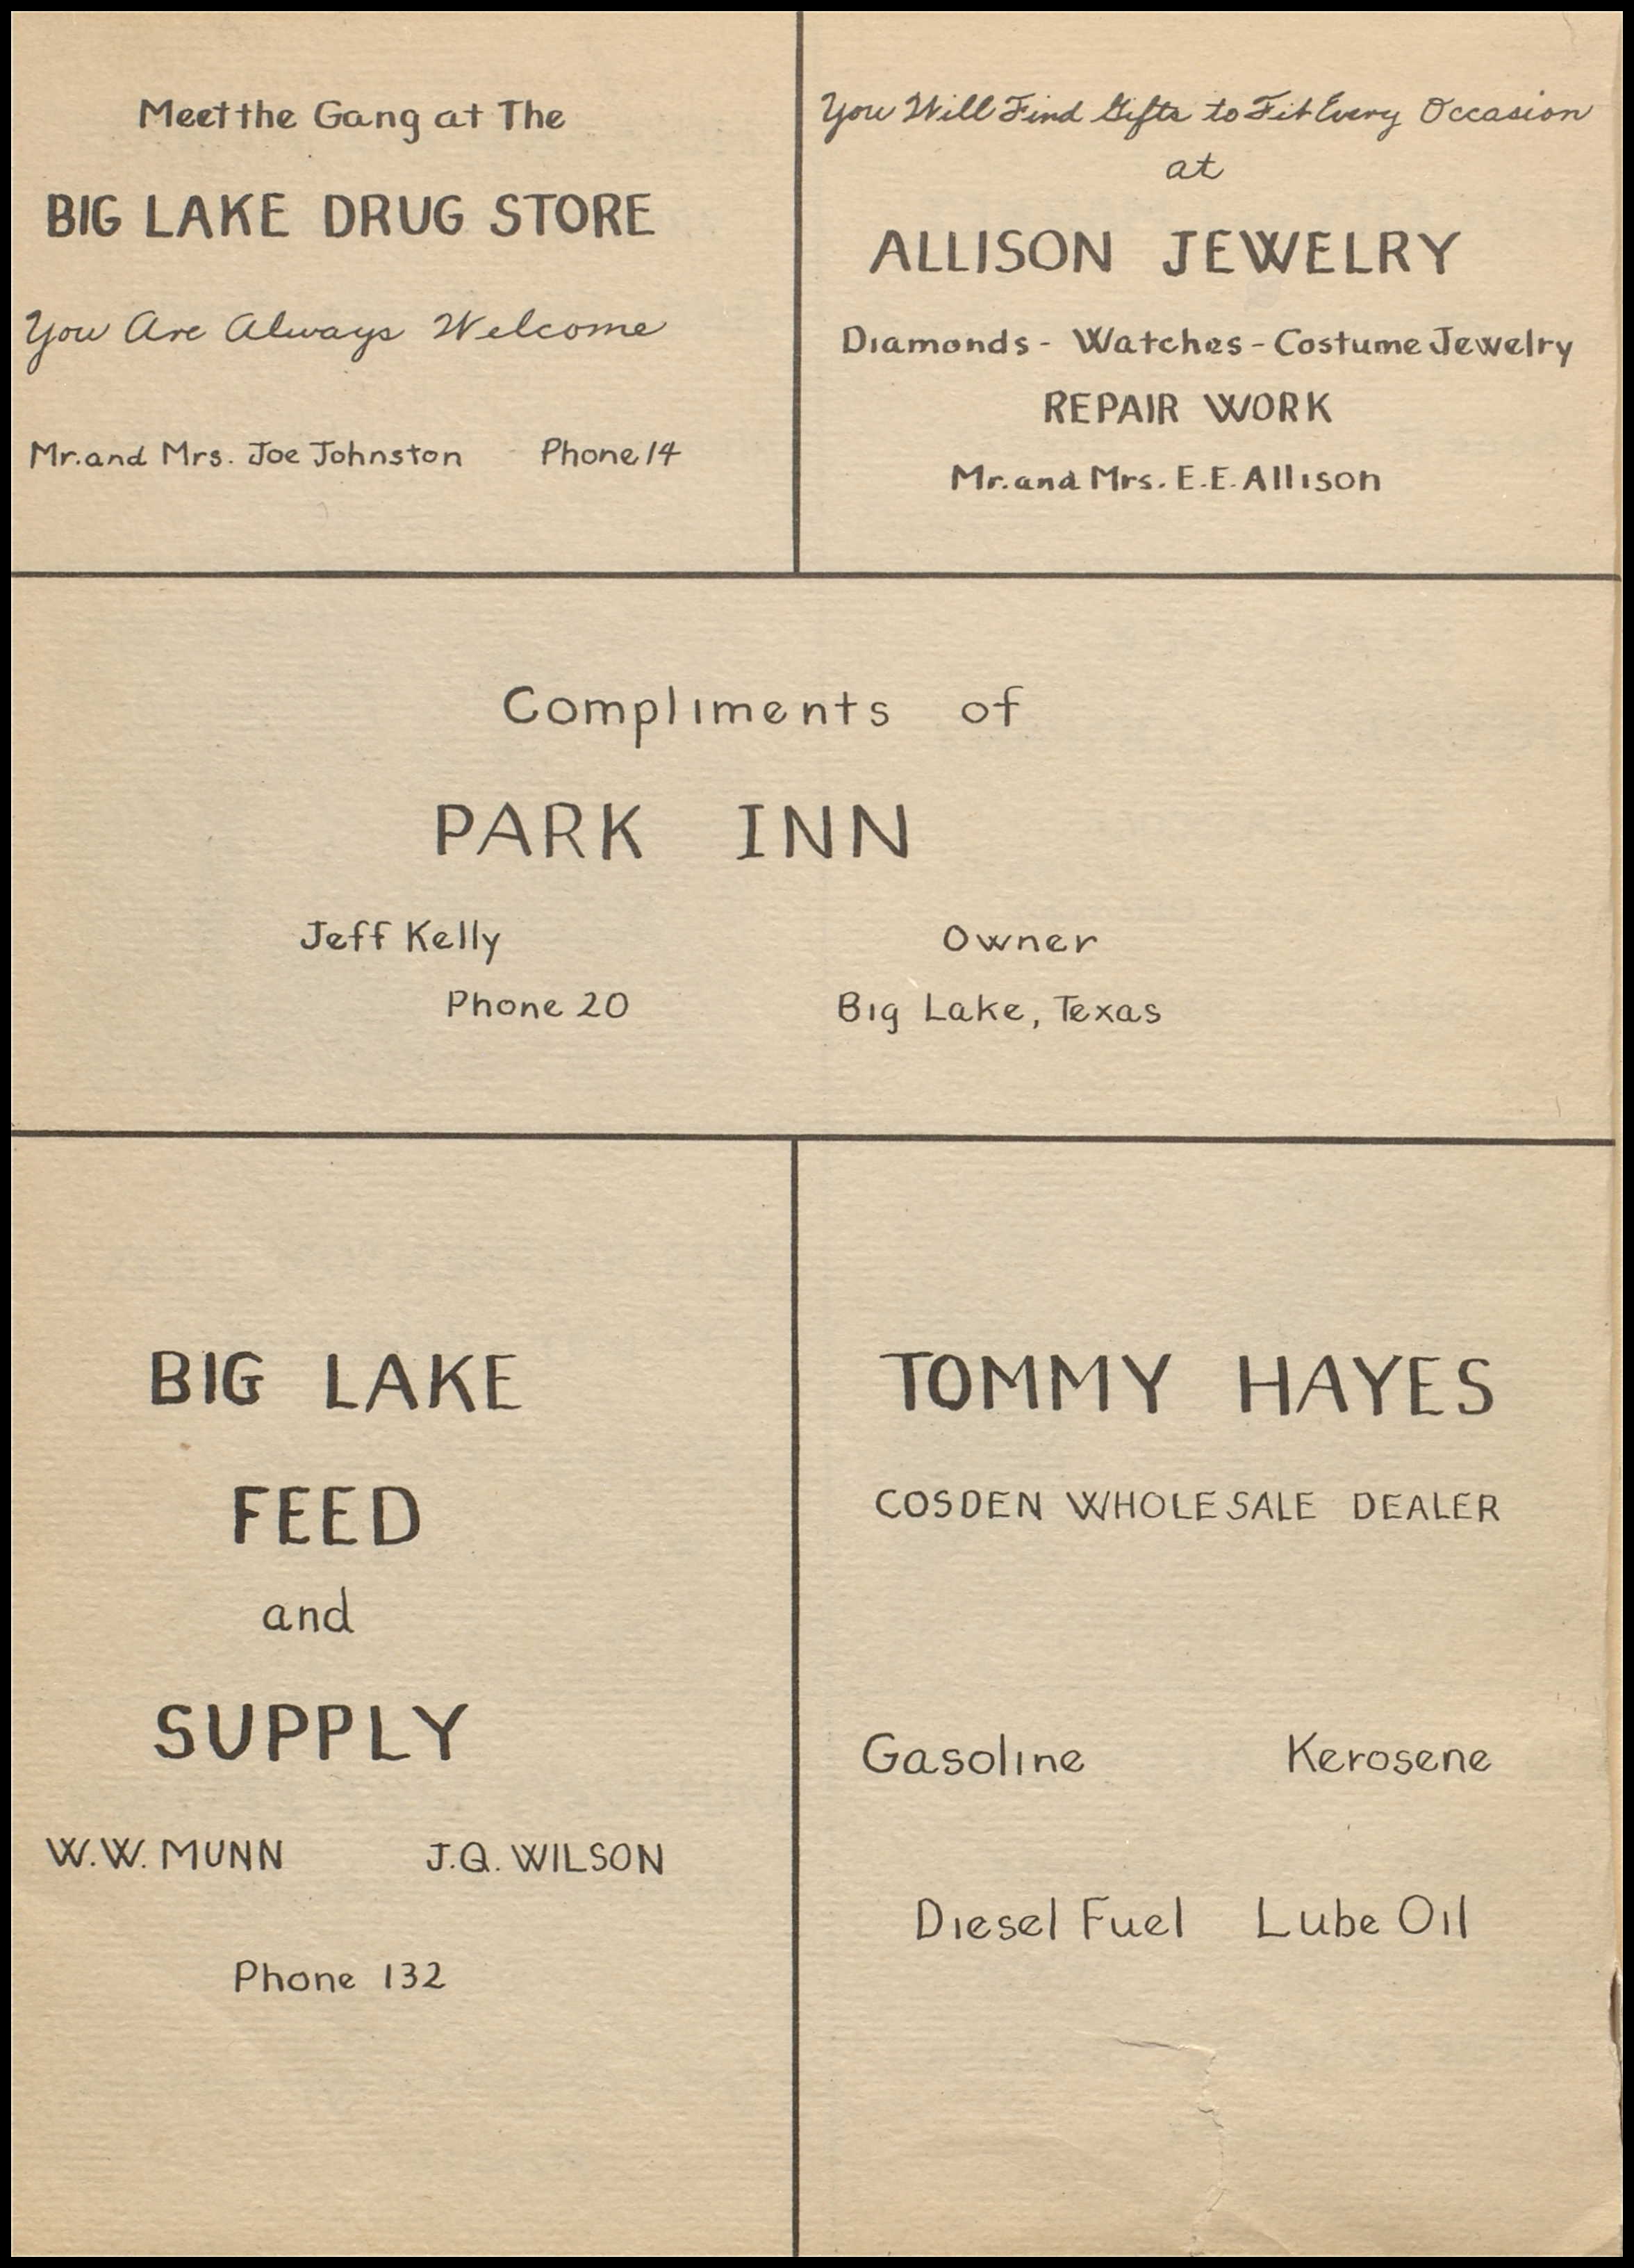 Meet the Gang at The
BIG LAKE DRUG STORE
You Are Always Welcome
Mr. and Mrs. Joe Johnston Phone 14
You Will Find Gifts to Fit Every Occasion
at
ALLISON JEWELRY
Diamonds - Watches - Costume Jewelry
REPAIR WORK
Mr. and Mrs. E.E. Allison
Compliments of
PARK INN
Jeff Kelly Owner
Phone 20 Big Lake, Texas
BIG LAKE
FEED
and
SUPPLY
W.W. MUNN J.Q. WILSON
Phone 132
TOMMY HAYES
COSDEN WHOLESALE DEALER
Gasoline Kerosene
Diesel Fuel Lube Oil